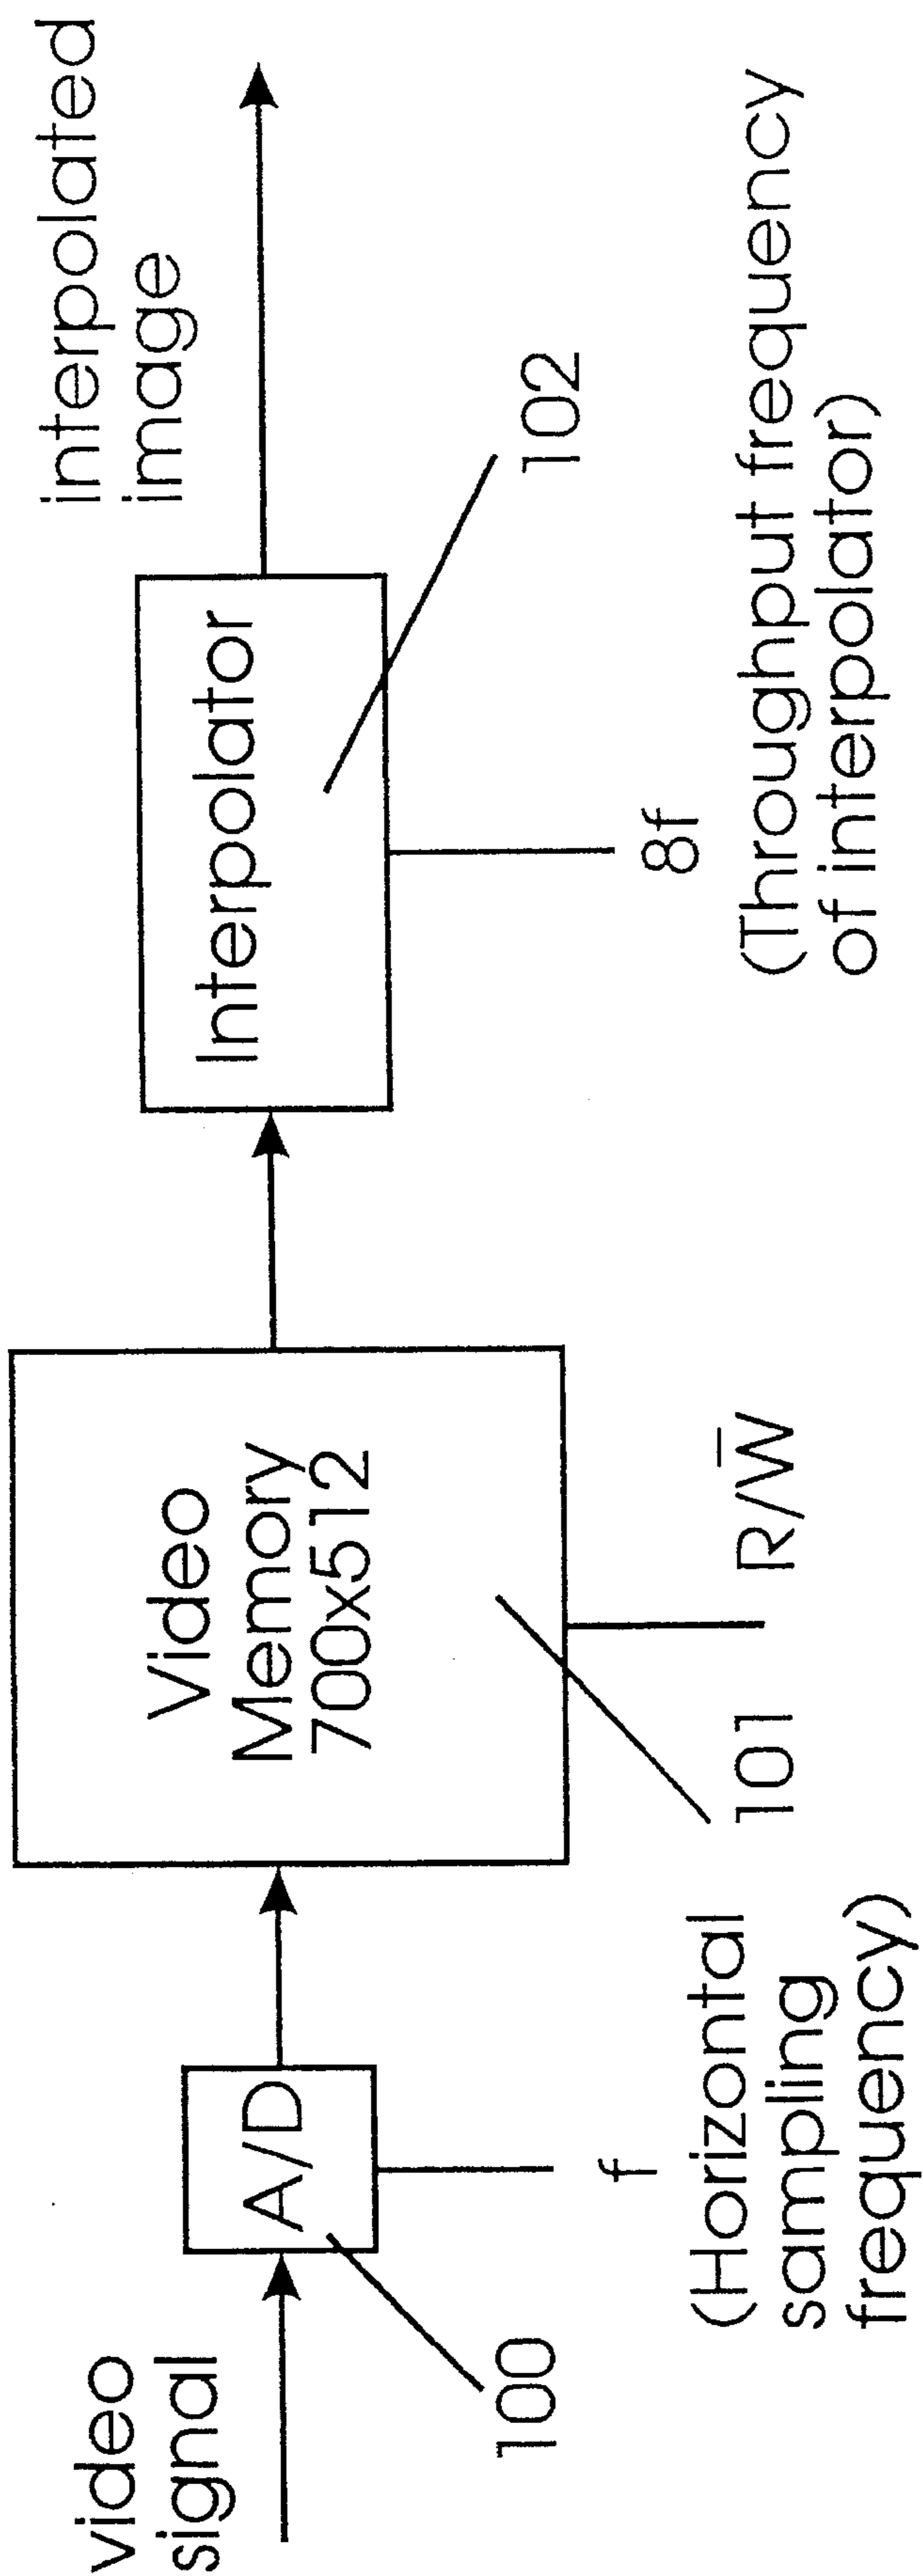 video
signal
A/D
100
f
(Horizontal
sampling
frequency)
Video
Memory
700x512
101
R/W̅
Interpolator
102
8f
(Throughput frequency
of interpolator)
interpolated
image